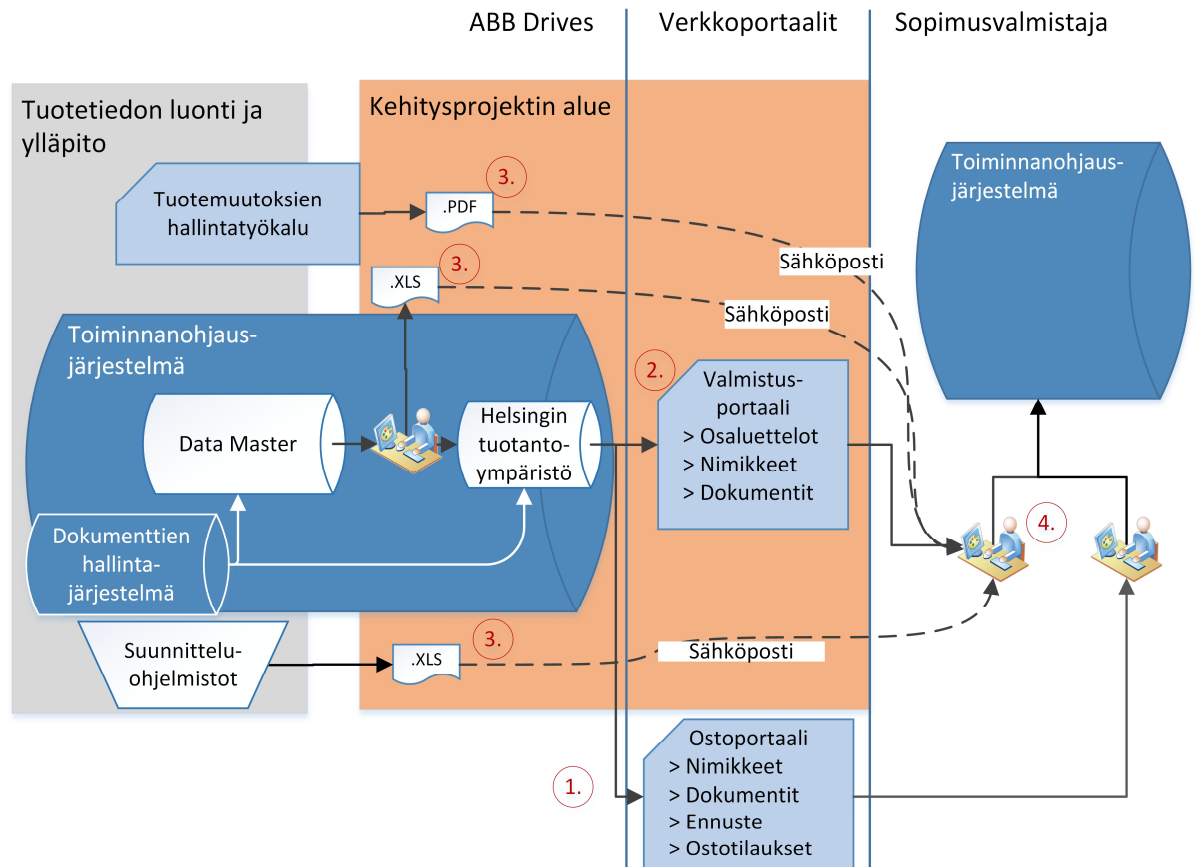 ABB Drives
Verkkoportaalit
Sopimusvalmistaja
Tuotetiedon luonti ja
ylläpito
Kehitysprojektin alue
Tuotemuutoksien
hallintatyökalu
.PDF
3.
Sähköposti
.XLS
3.
Sähköposti
Toiminnanohjaus-
järjestelmä
Toiminnanohjaus-
järjestelmä
Data Master
Helsingin
tuotanto-
ympäristö
2.
Valmistus-
portaali
> Osaluettelot
> Nimikkeet
> Dokumentit
Dokumenttien
hallinta-
järjestelmä
4.
Suunnittelu-
ohjelmistot
.XLS
3.
Sähköposti
1.
Ostoportaali
> Nimikkeet
> Dokumentit
> Ennuste
> Ostotilaukset